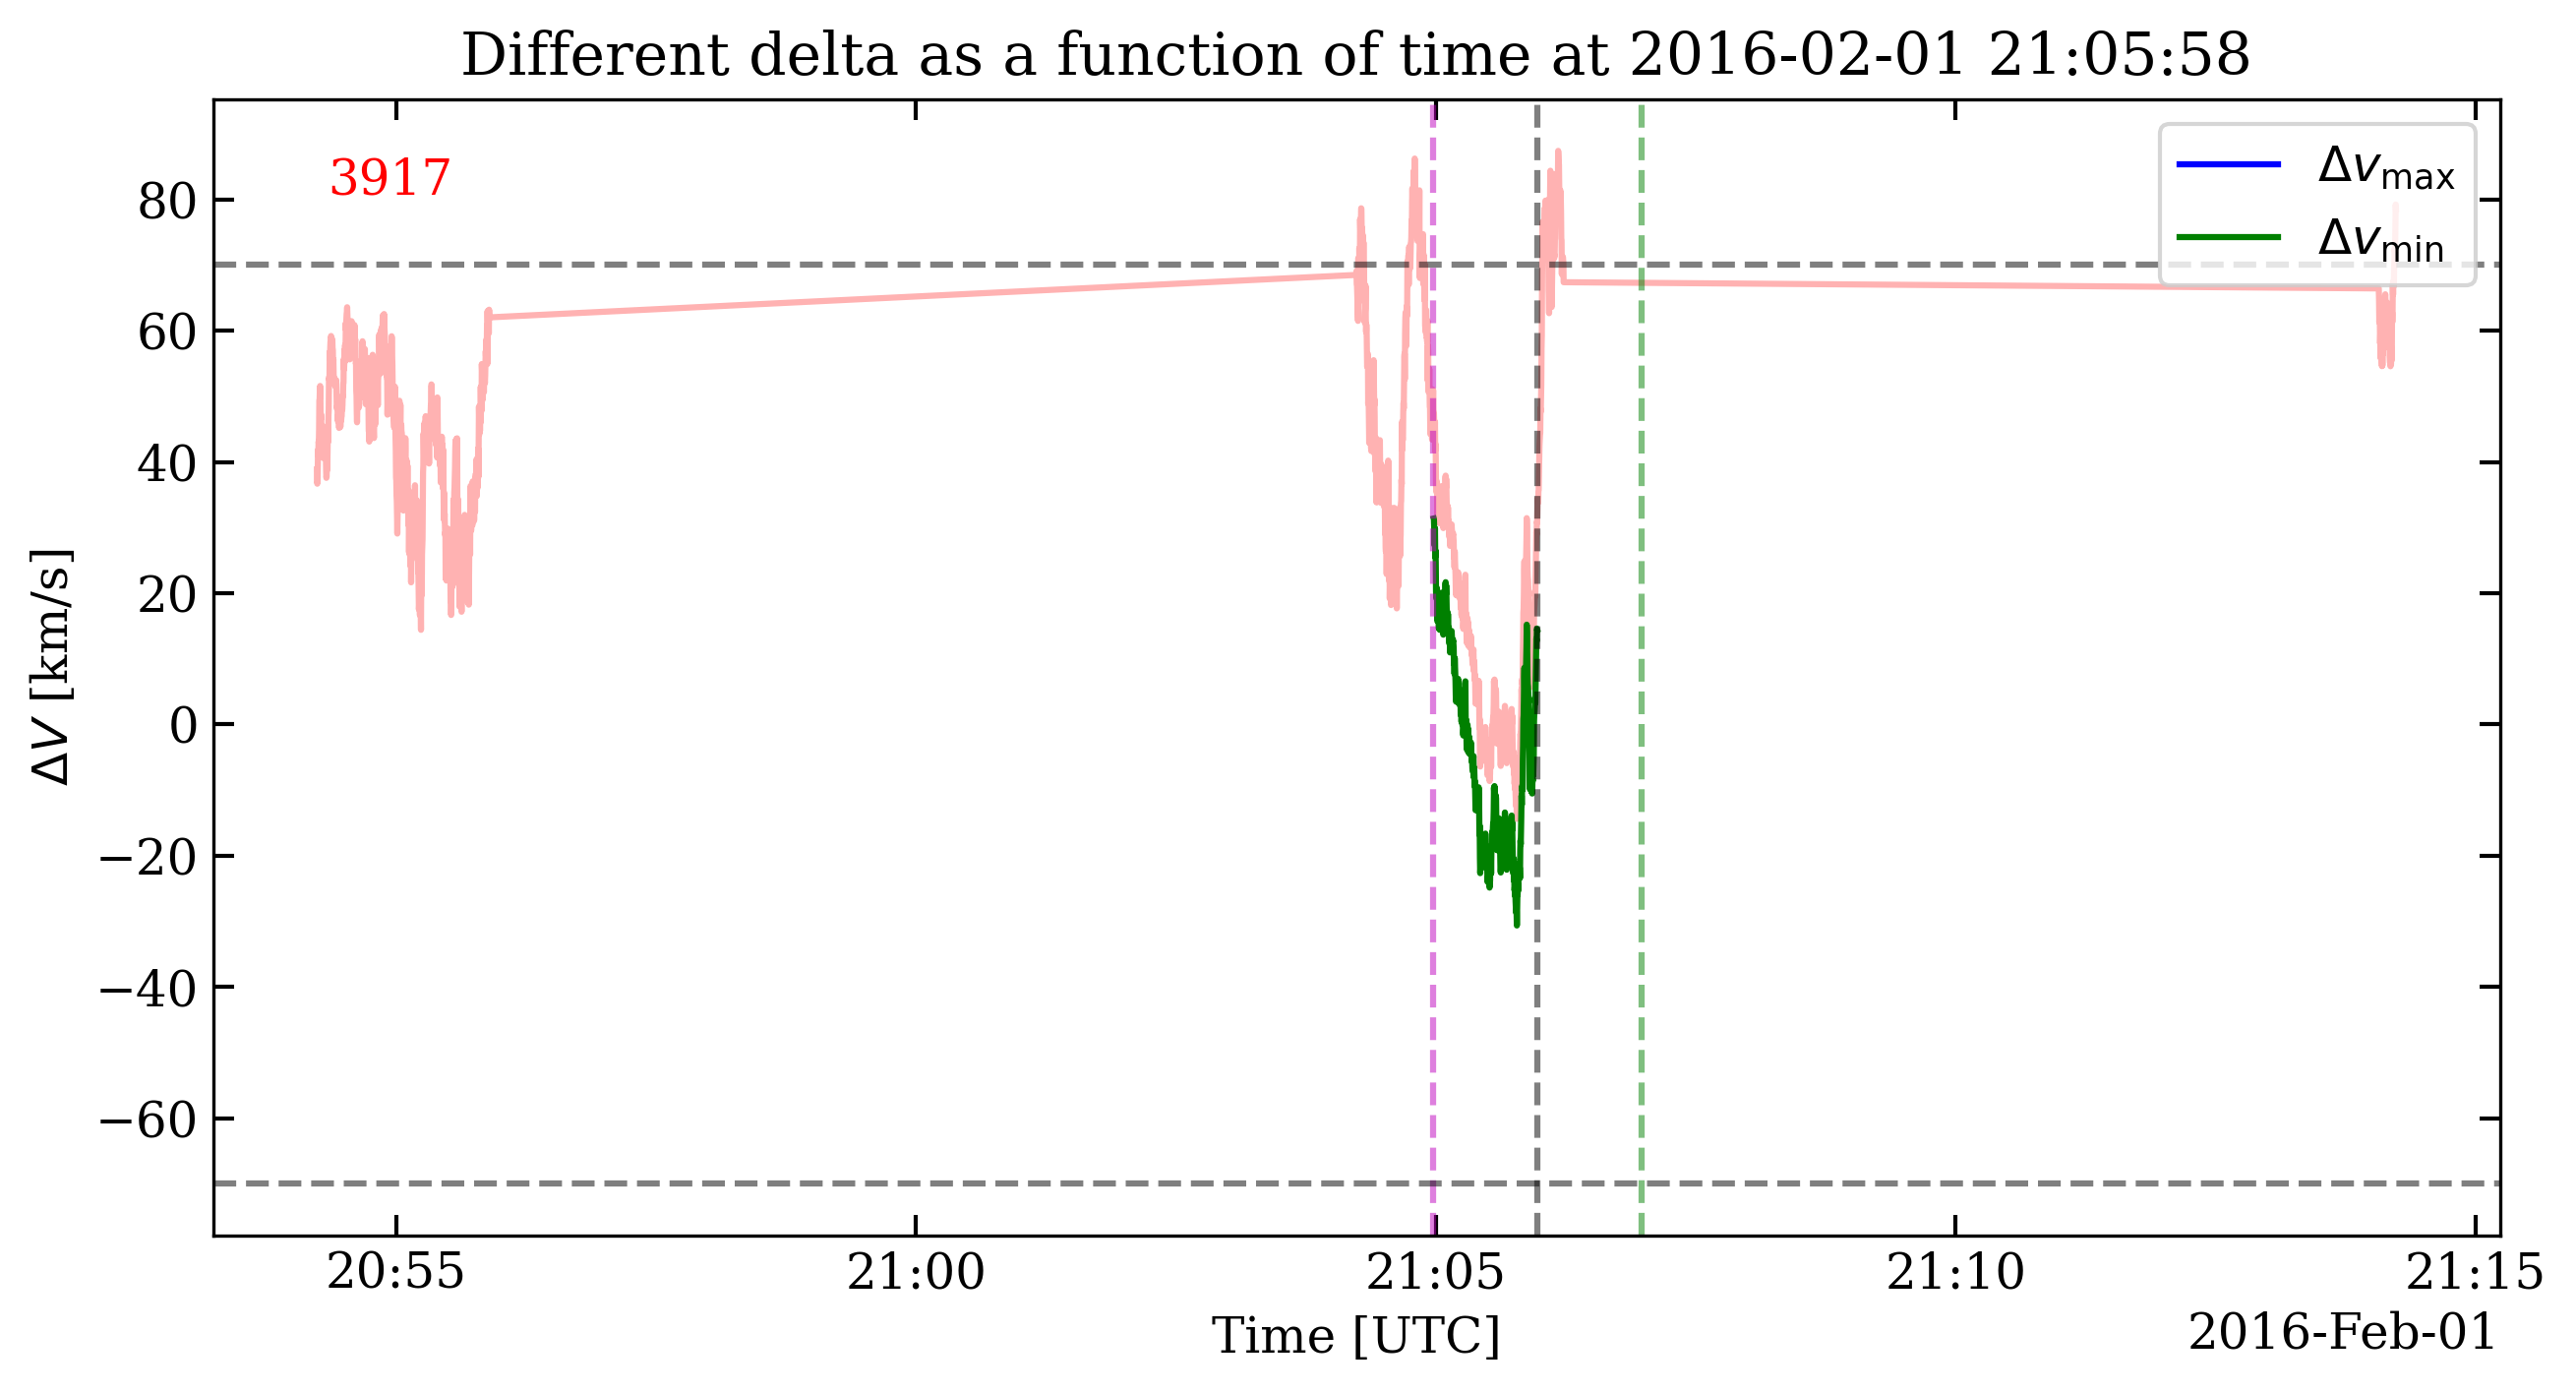 Different delta as a function of time at 2016-02-01 21:05:58
3917
Δv_max
Δv_min
80
60
40
20
0
−20
−40
−60
ΔV [km/s]
20:55 21:00 21:05 21:10 21:15
Time [UTC]
2016-Feb-01